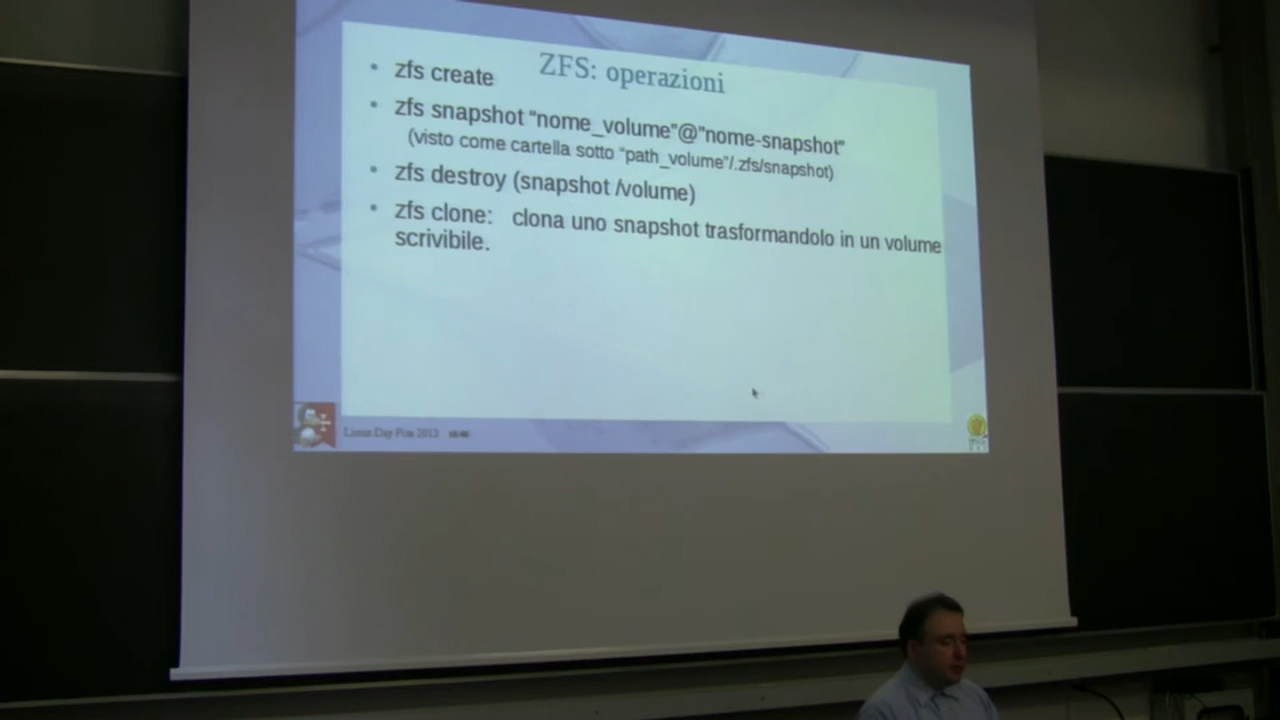 ZFS: operazioni
zfs create
zfs snapshot “nome_volume”@”nome-snapshot”
(visto come cartella sotto “path_volume”/.zfs/snapshot)
zfs destroy (snapshot /volume)
zfs clone: clona uno snapshot trasformandolo in un volume
scrivibile.
Linux Day Pisa 2013